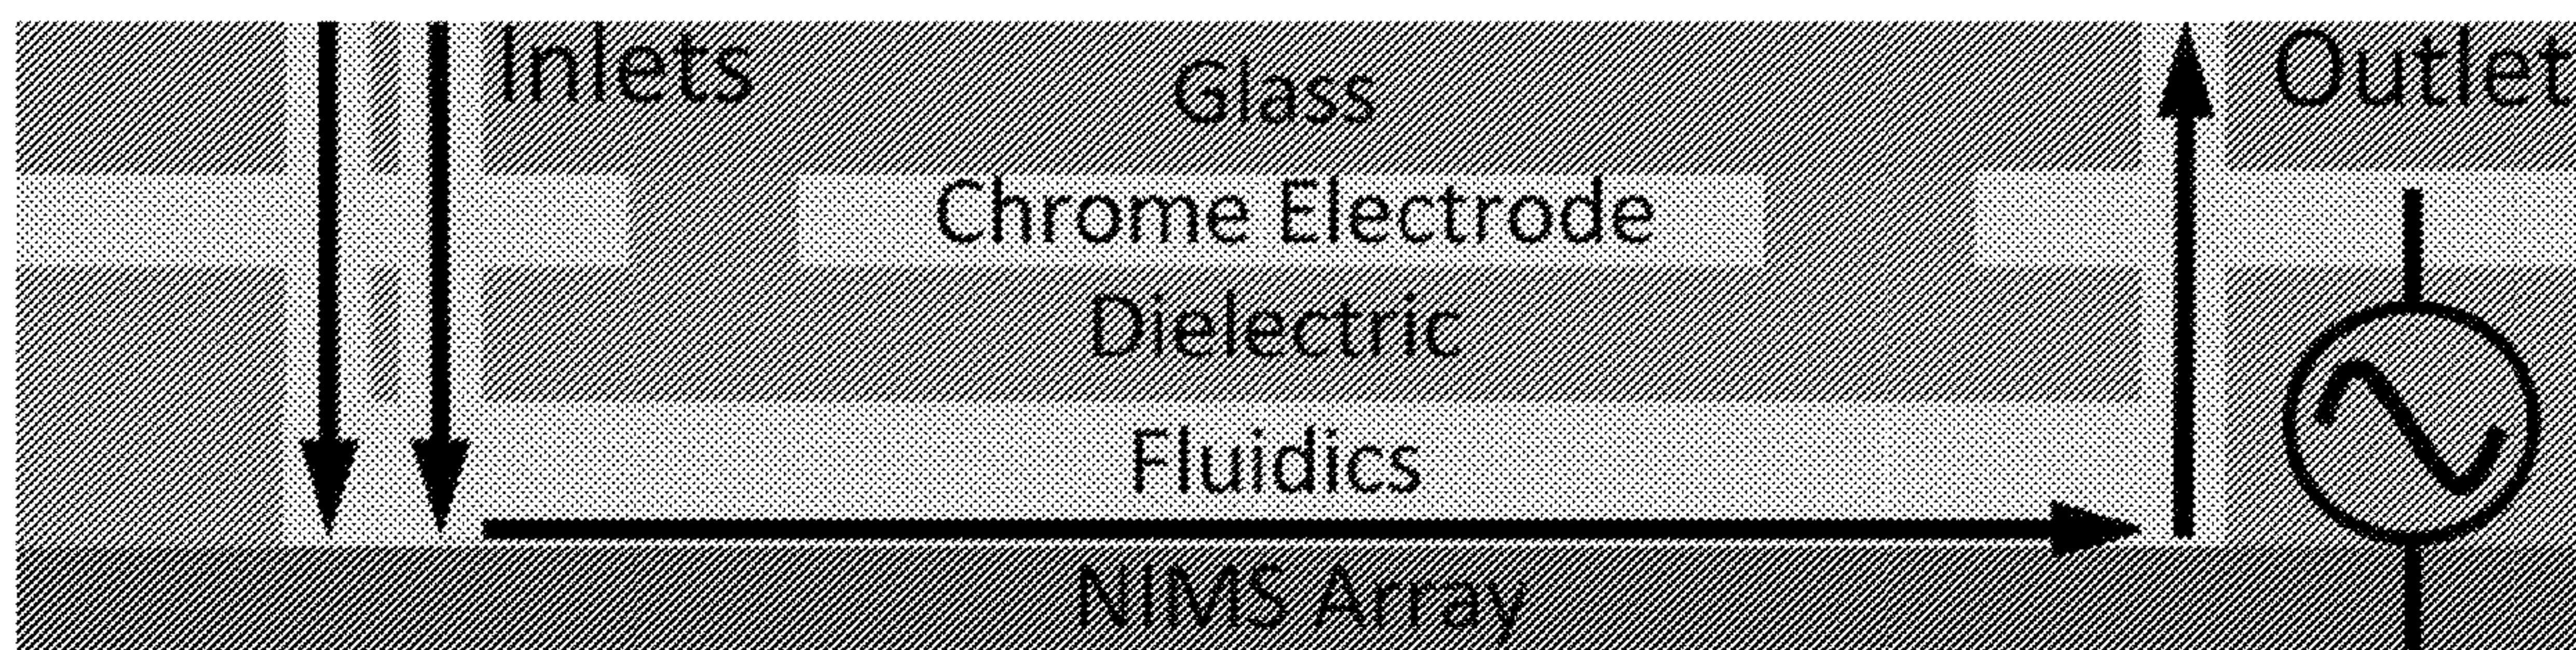 Inlets
Glass
Outlet
Chrome Electrode
Dielectric
Fluidics
NIMS Array